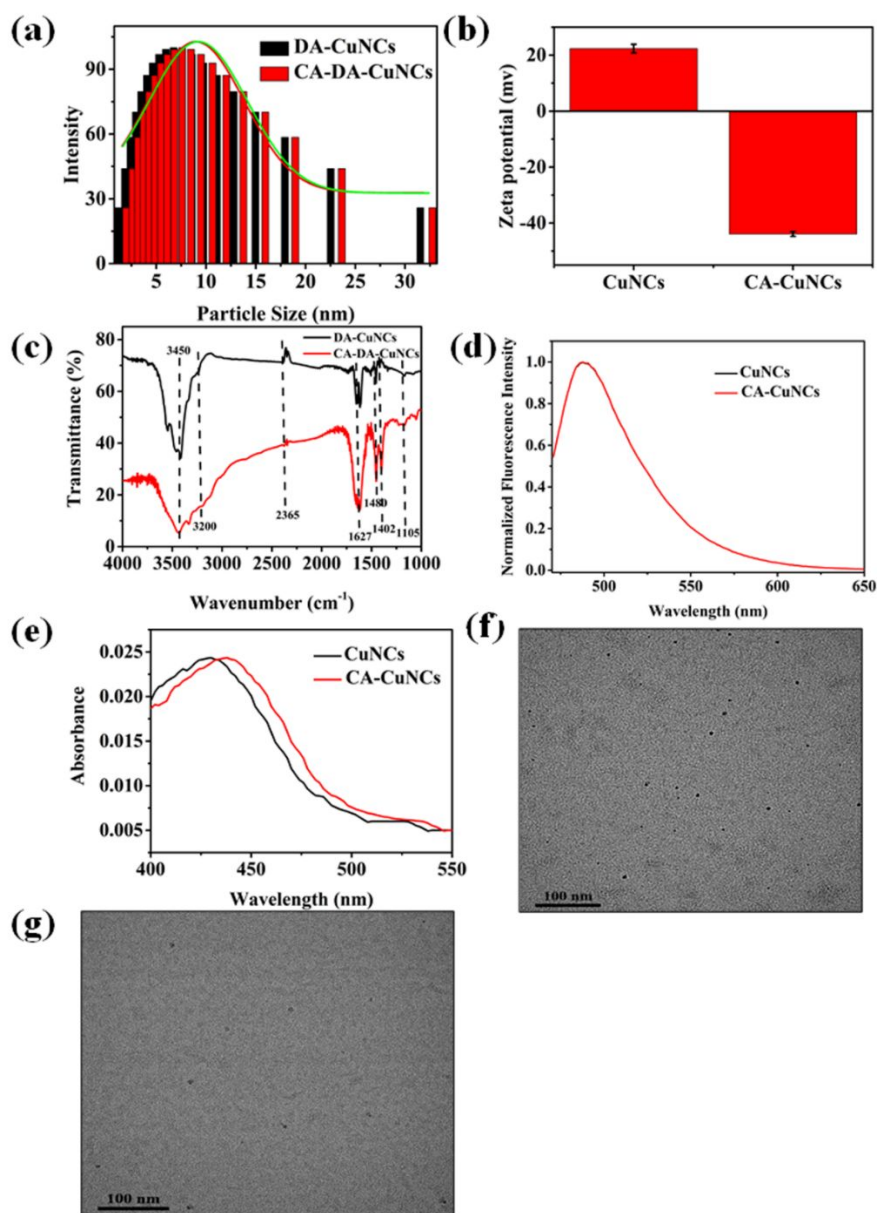 (a)
DA-CuNCs
CA-DA-CuNCs
Intensity
90
60
30
0
5 10 15 20 25 30
Particle Size (nm)
(b)
Zeta potential (mv)
20
0
-20
-40
CuNCs CA-CuNCs
(c)
DA-CuNCs
CA-DA-CuNCs
Transmittance (%)
80
60
40
20
0
3450
3200
2365
1627
1480
1402
1105
4000 3500 3000 2500 2000 1500 1000
Wavenumber (cm-1)
(d)
CuNCs
CA-CuNCs
Normalized Fluorescence Intensity
1.0
0.8
0.6
0.4
0.2
0.0
500 550 600 650
Wavelength (nm)
(e)
CuNCs
CA-CuNCs
Absorbance
0.025
0.020
0.015
0.010
0.005
400 450 500 550
Wavelength (nm)
(f)
100 nm
(g)
100 nm